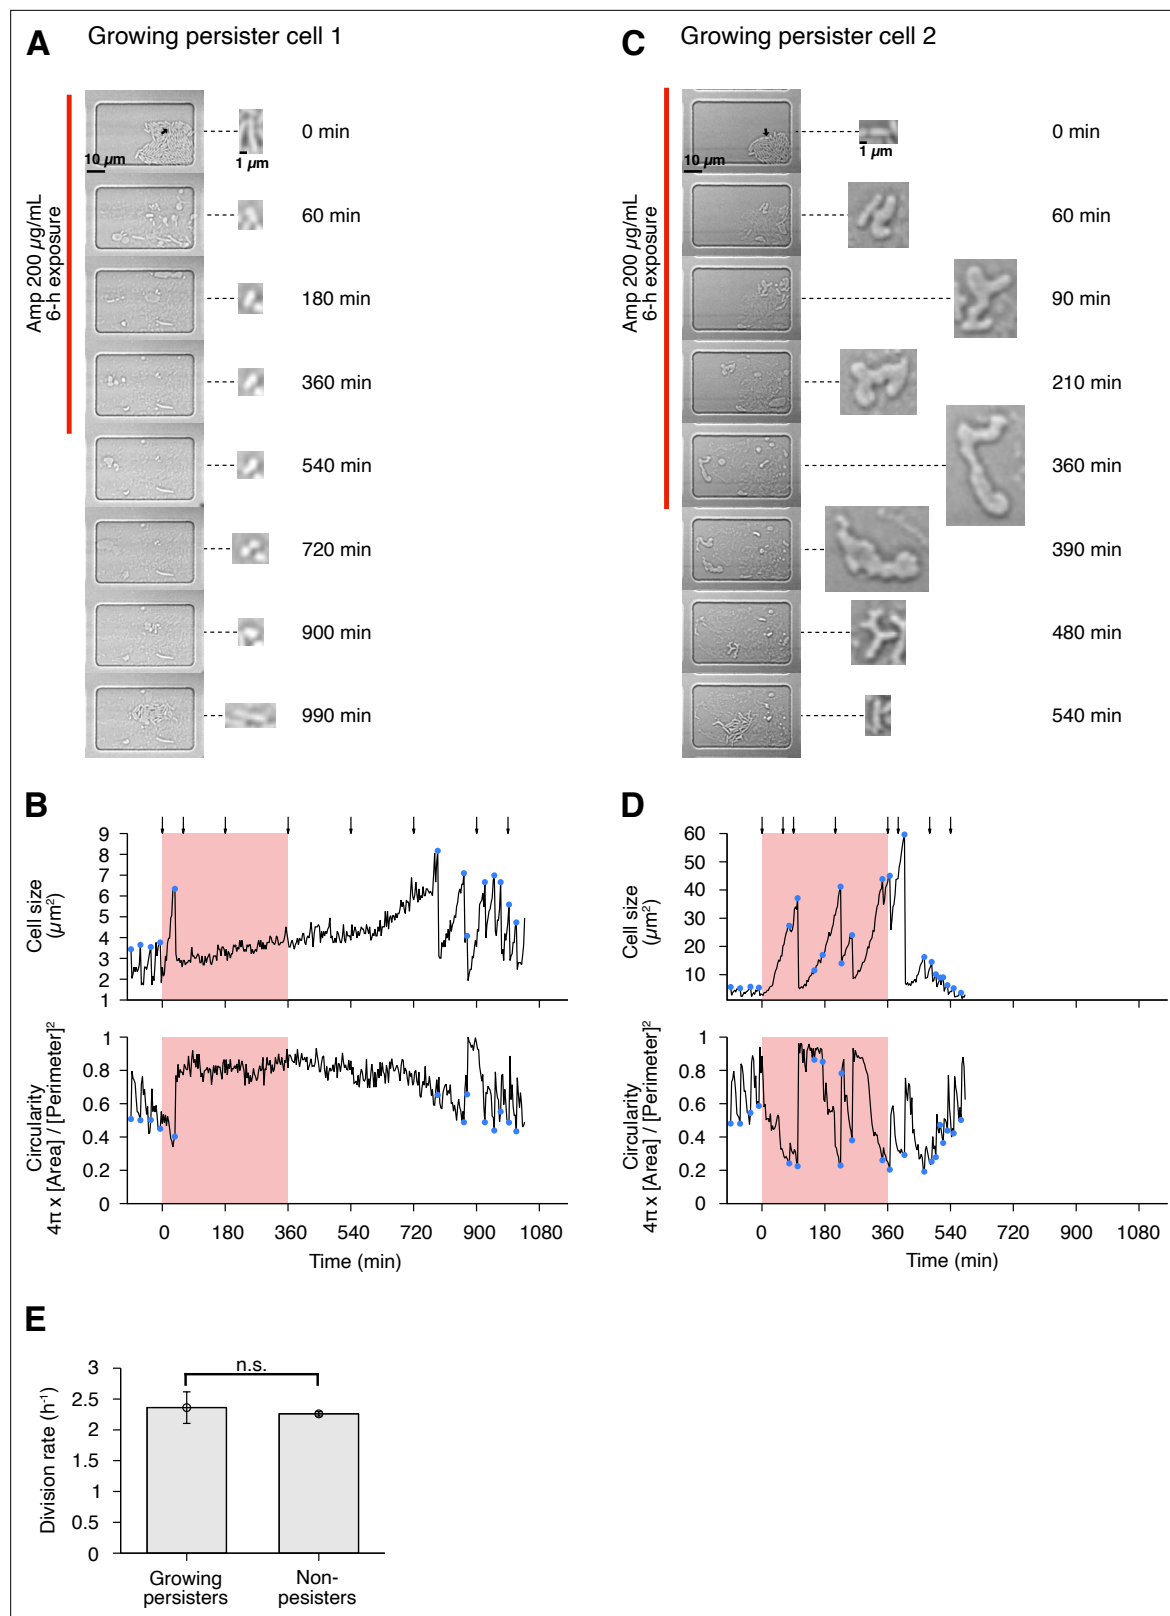 A Growing persister cell 1
Amp 200 µg/mL
6-h exposure
10 µm
1 µm
0 min
60 min
180 min
360 min
540 min
720 min
900 min
990 min
C Growing persister cell 2
Amp 200 µg/mL
6-h exposure
10 µm
1 µm
0 min
60 min
90 min
210 min
360 min
390 min
480 min
540 min
B
Cell size
(µm²)
9
8
7
6
5
4
3
2
1
Circularity
4π x [Area] / [Perimeter]²
1
0.8
0.6
0.4
0.2
0
0 180 360 540 720 900 1080
Time (min)
D
Cell size
(µm²)
60
50
40
30
20
10
Circularity
4π x [Area] / [Perimeter]²
1
0.8
0.6
0.4
0.2
0
0 180 360 540 720 900 1080
Time (min)
E
Division rate (h⁻¹)
3
2.5
2
1.5
1
0.5
0
n.s.
Growing
persisters
Non-
pesisters